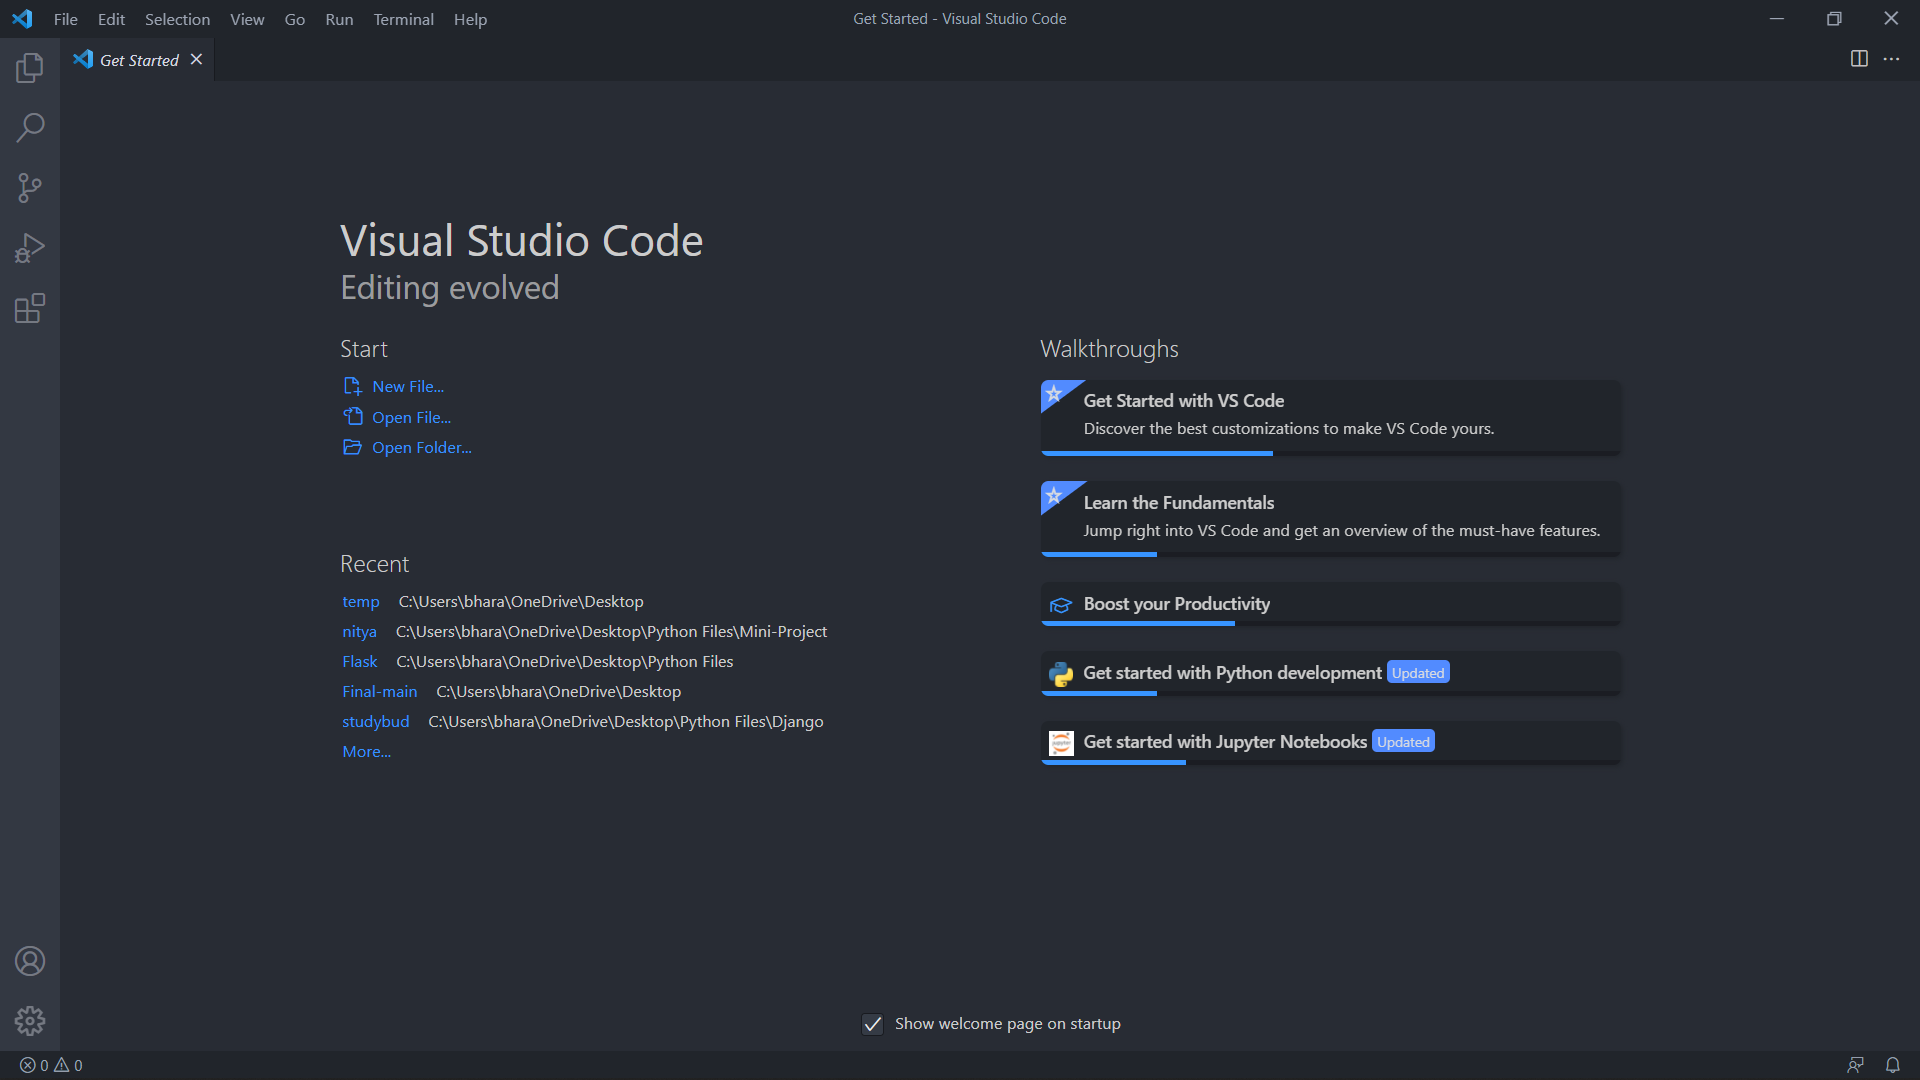 File Edit Selection View Go Run Terminal Help
Get Started - Visual Studio Code
Get Started
Visual Studio Code
Editing evolved
Start
New File...
Open File...
Open Folder...
Recent
temp C:\Users\bhara\OneDrive\Desktop
nitya C:\Users\bhara\OneDrive\Desktop\Python Files\Mini-Project
Flask C:\Users\bhara\OneDrive\Desktop\Python Files
Final-main C:\Users\bhara\OneDrive\Desktop
studybud C:\Users\bhara\OneDrive\Desktop\Python Files\Django
More...
Walkthroughs
Get Started with VS Code
Discover the best customizations to make VS Code yours.
Learn the Fundamentals
Jump right into VS Code and get an overview of the must-have features.
Boost your Productivity
Get started with Python development Updated
Get started with Jupyter Notebooks Updated
Show welcome page on startup
0 0